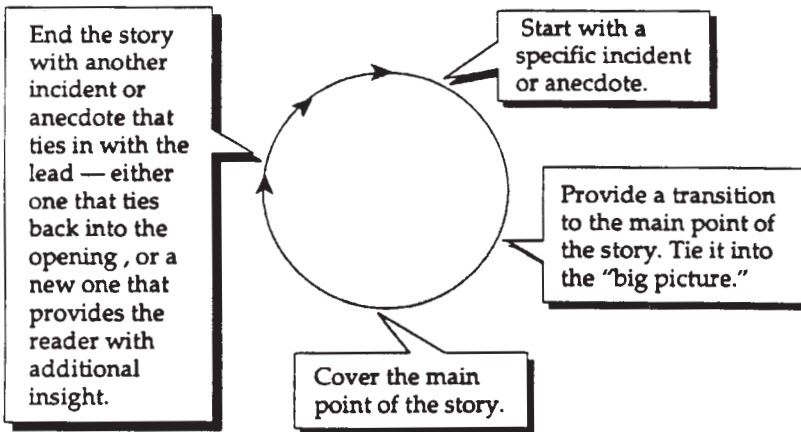 Start with a
specific incident
or anecdote.
Provide a transition
to the main point of
the story. Tie it into
the “big picture.”
Cover the main
point of the story.
End the story
with another
incident or
anecdote that
ties in with the
lead — either
one that ties
back into the
opening , or a
new one that
provides the
reader with
additional
insight.